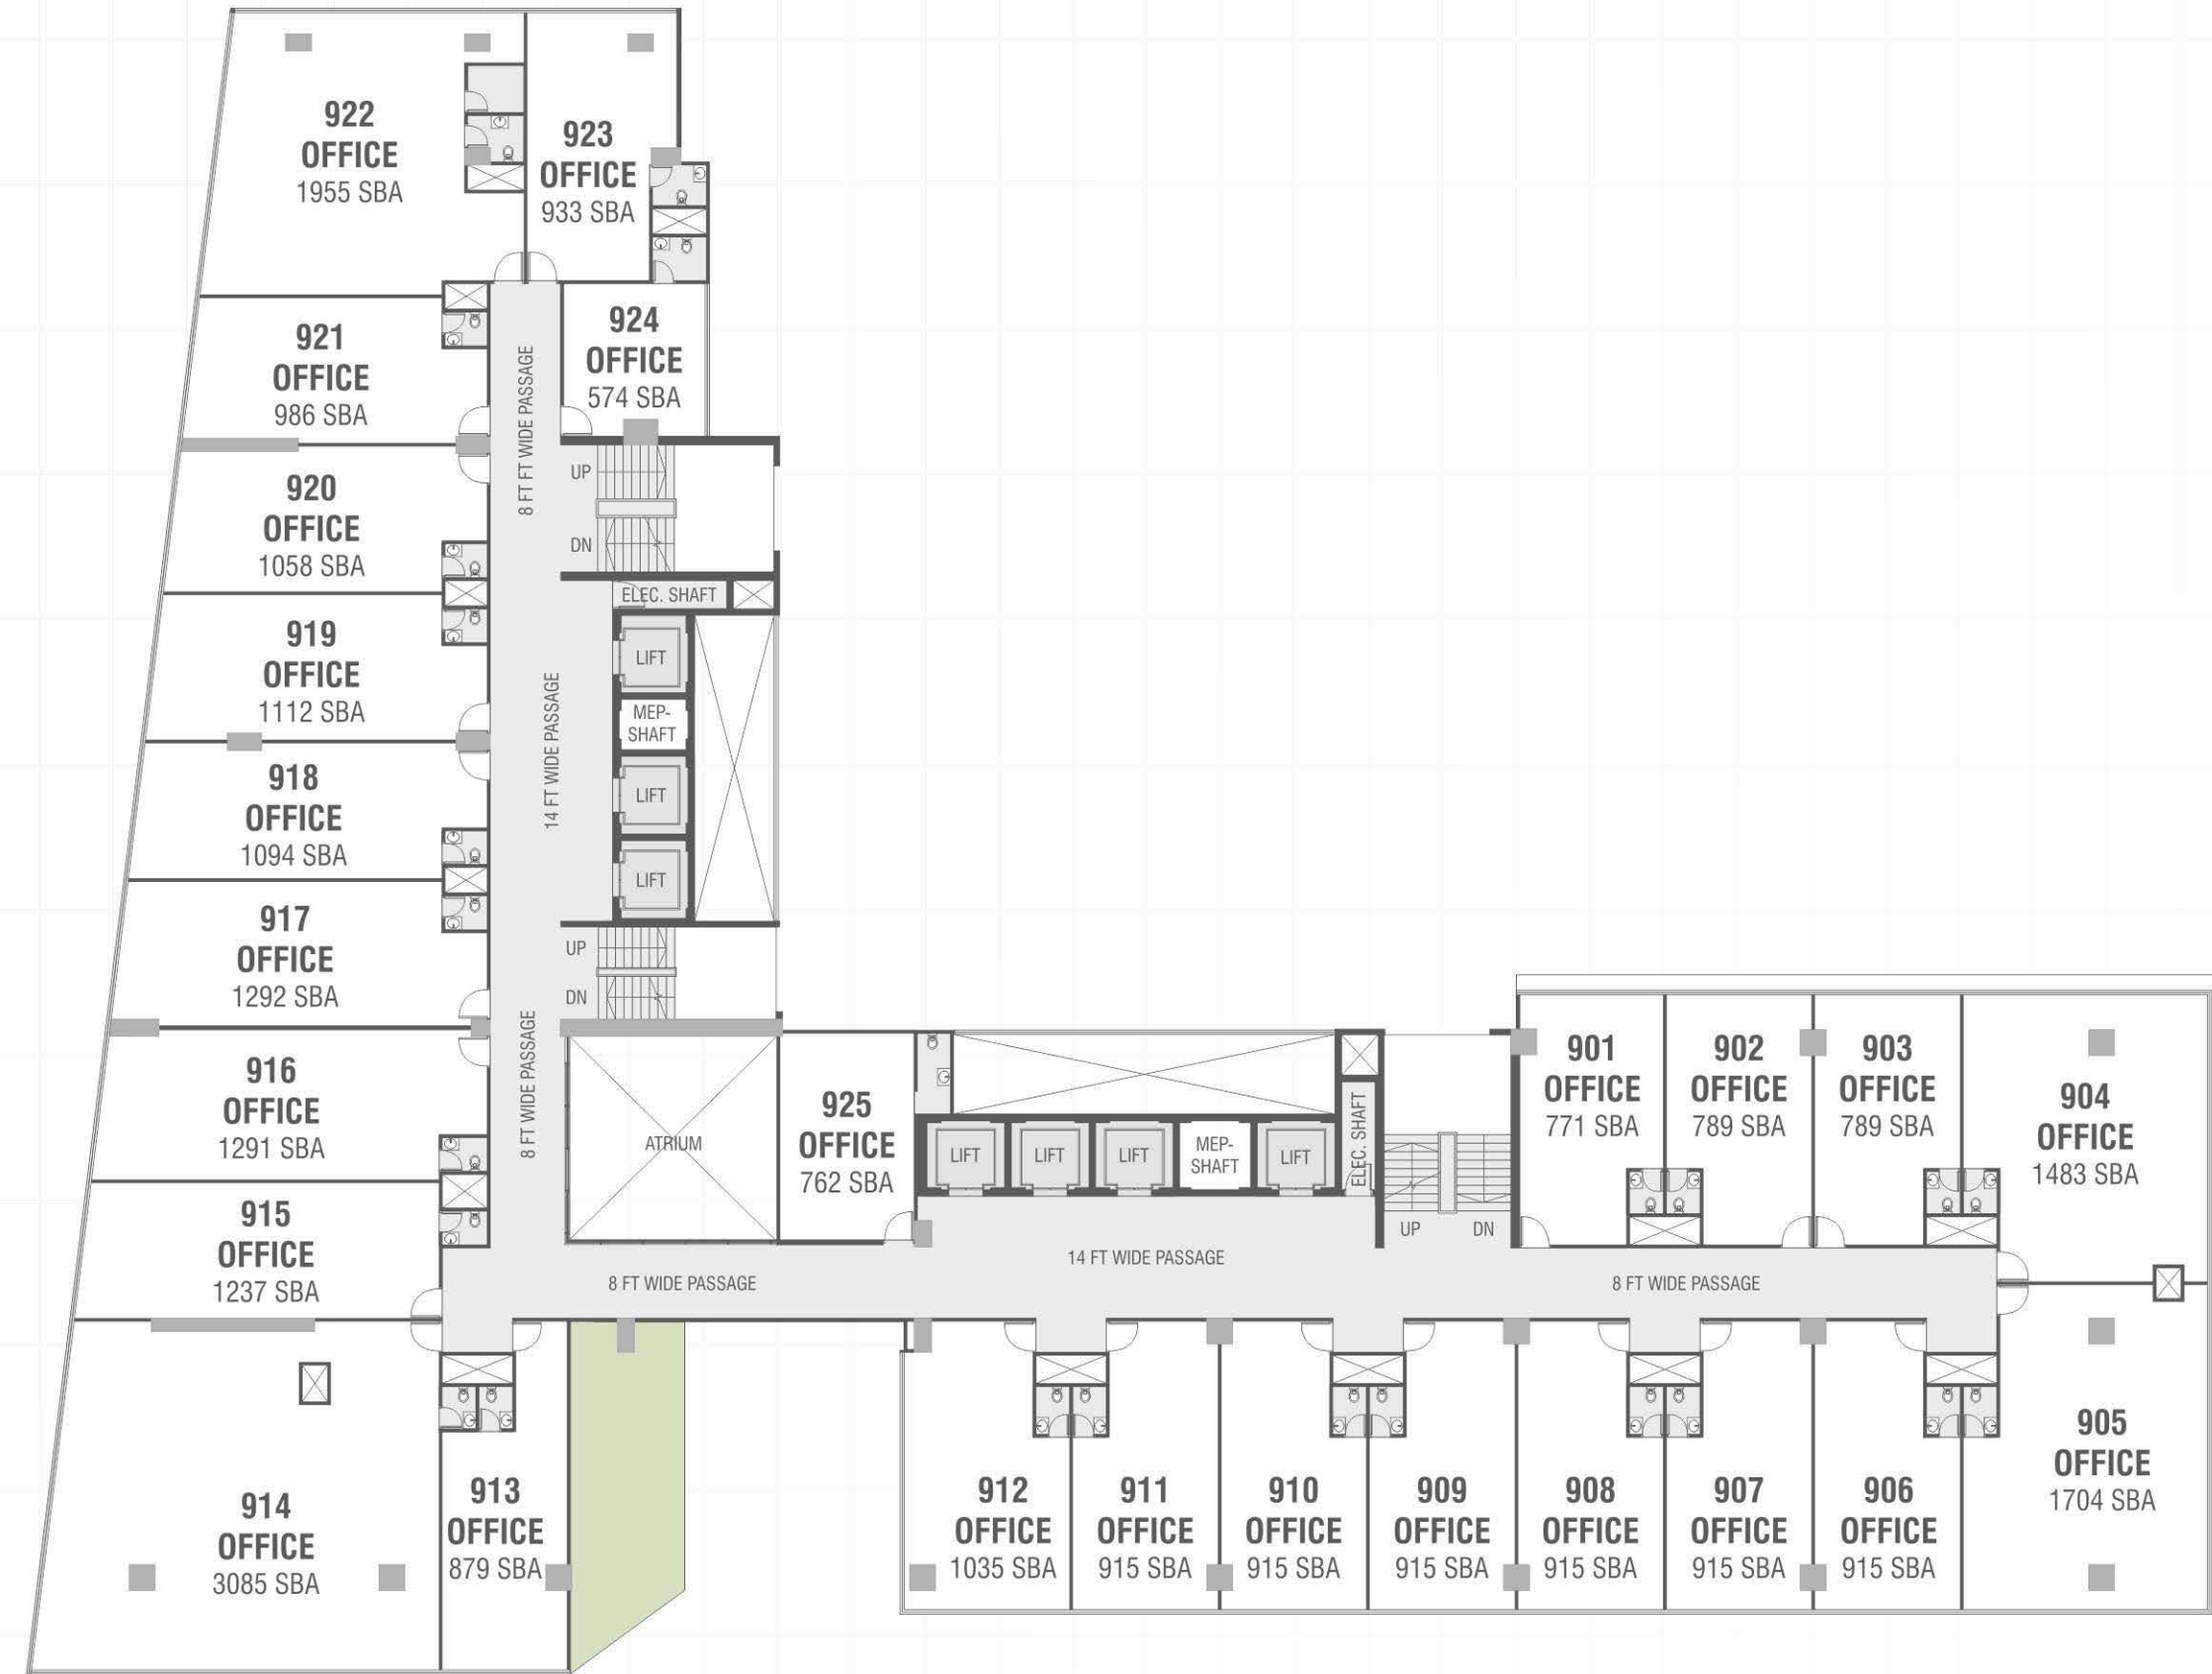 922
OFFICE
1955 SBA
923
OFFICE
933 SBA
921
OFFICE
986 SBA
8 FT FT WIDE PASSAGE
924
OFFICE
574 SBA
920
OFFICE
1058 SBA
UP
DN
ELEC. SHAFT
919
OFFICE
1112 SBA
14 FT WIDE PASSAGE
LIFT
MEP-
SHAFT
LIFT
LIFT
918
OFFICE
1094 SBA
917
OFFICE
1292 SBA
UP
DN
916
OFFICE
1291 SBA
8 FT WIDE PASSAGE
ATRIUM
925
OFFICE
762 SBA
LIFT
LIFT
LIFT
MEP-
SHAFT
LIFT
ELEC. SHAFT
UP
DN
901
OFFICE
771 SBA
902
OFFICE
789 SBA
903
OFFICE
789 SBA
904
OFFICE
1483 SBA
915
OFFICE
1237 SBA
8 FT WIDE PASSAGE
14 FT WIDE PASSAGE
8 FT WIDE PASSAGE
914
OFFICE
3085 SBA
913
OFFICE
879 SBA
912
OFFICE
1035 SBA
911
OFFICE
915 SBA
910
OFFICE
915 SBA
909
OFFICE
915 SBA
908
OFFICE
915 SBA
907
OFFICE
915 SBA
906
OFFICE
915 SBA
905
OFFICE
1704 SBA